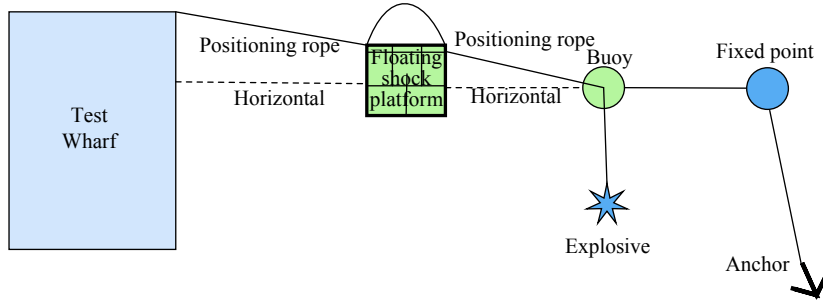 Positioning rope
Positioning rope
Buoy
Fixed point
Floating
shock
platform
Horizontal
Horizontal
Test
Wharf
Explosive
Anchor